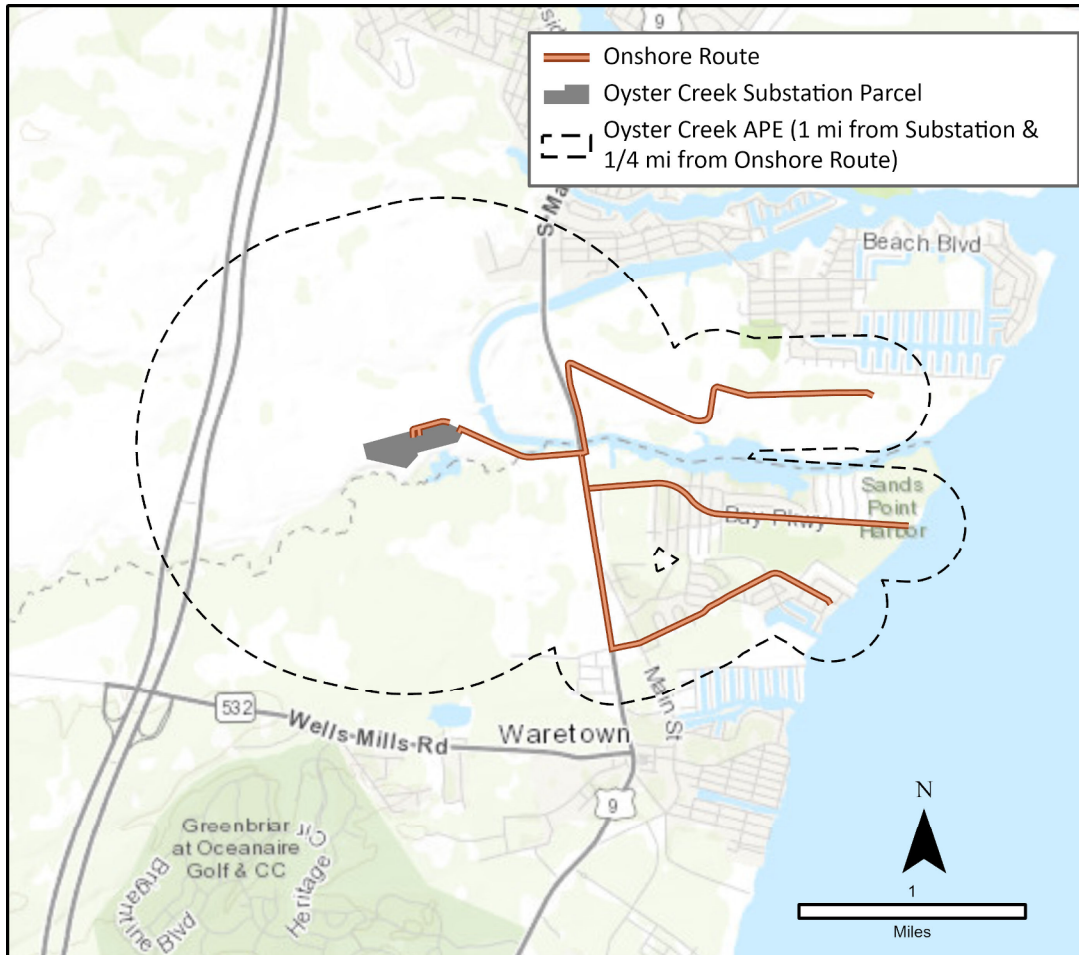 9
Onshore Route
Oyster Creek Substation Parcel
Oyster Creek APE (1 mi from Substation &
1/4 mi from Onshore Route)
Beach Blvd
Sands
Point
Harbor
Bay Pkwy
532
Wells-Mills-Rd
Waretown
Main St
9
Greenbriar
at Oceanaire
Golf & CC
Heritage Cir
Brigantine Blvd
N
1
Miles